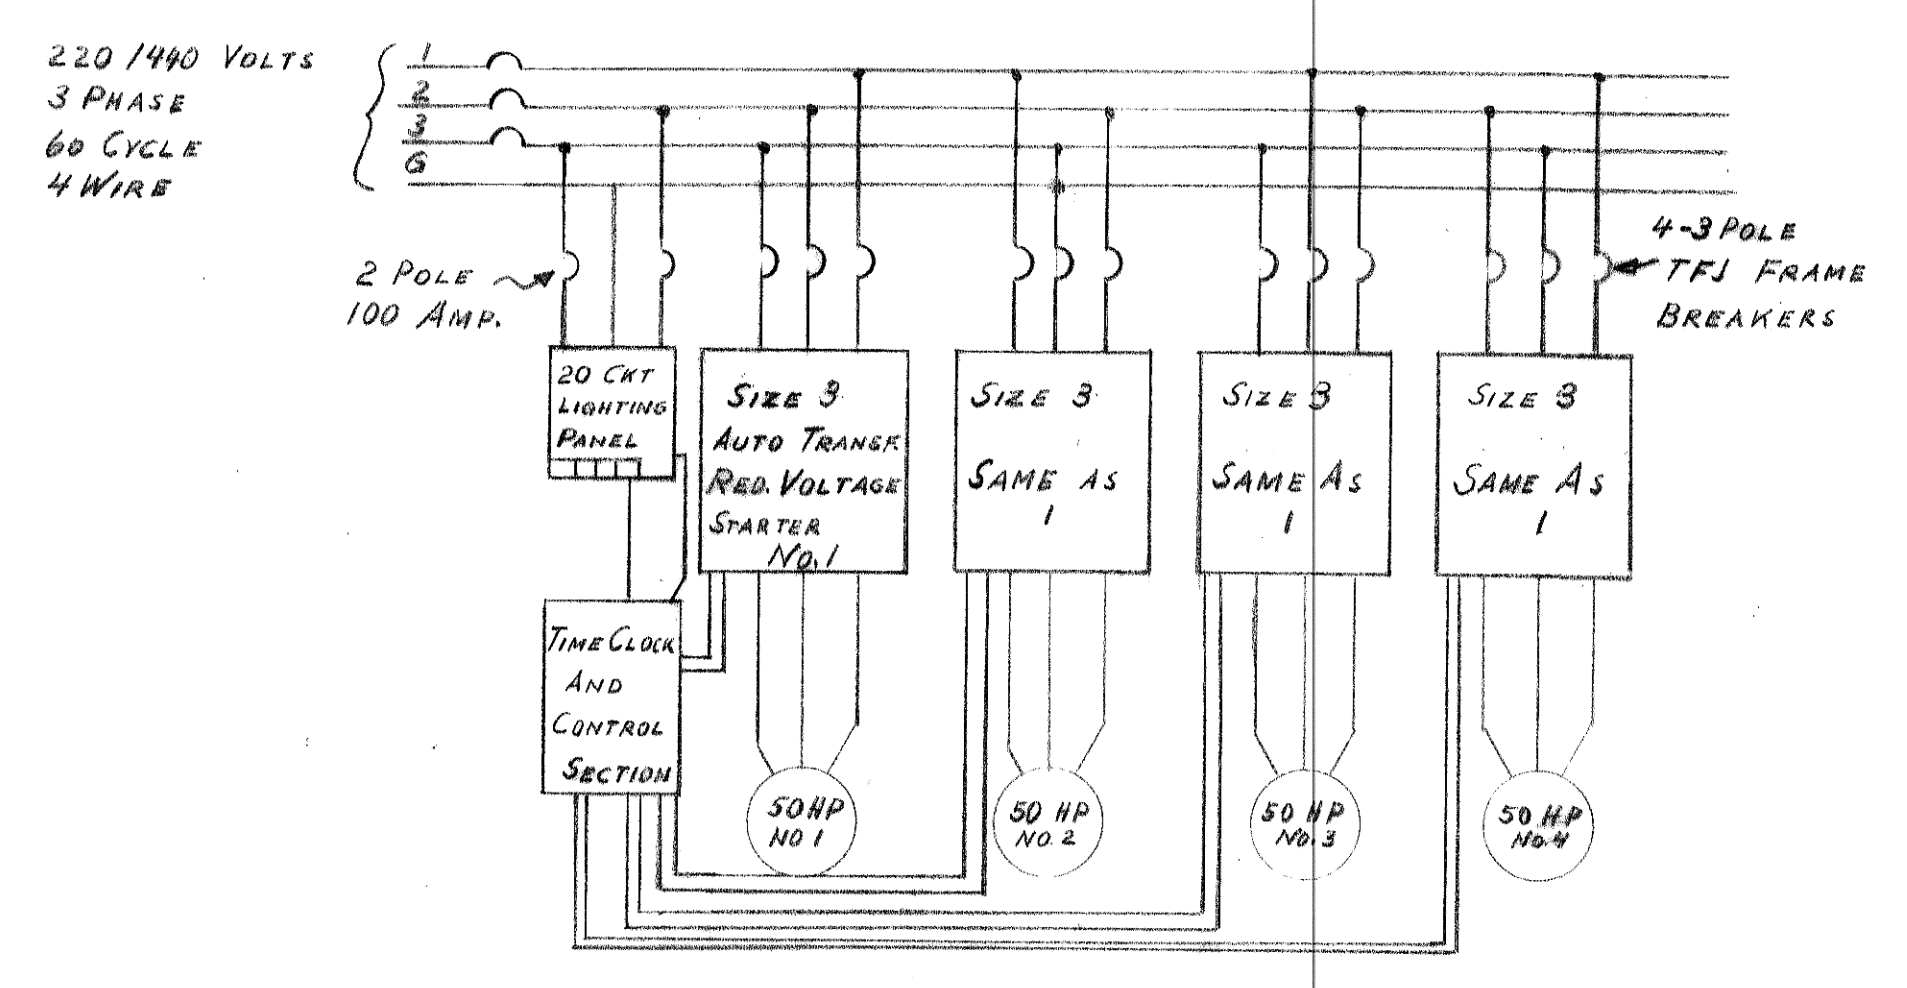 220/440 VOLTS
3 PHASE
60 CYCLE
4 WIRE
1
2
3
G
2 POLE
100 AMP.
4-3 POLE
TFJ FRAME
BREAKERS
20 CKT
LIGHTING
PANEL
SIZE 3
AUTO TRANSF.
RED. VOLTAGE
STARTER
NO. 1
SIZE 3
SAME AS
1
SIZE 3
SAME AS
1
SIZE 3
SAME AS
1
TIME CLOCK
AND
CONTROL
SECTION
50 HP
NO 1
50 HP
NO. 2
50 HP
NO. 3
50 HP
NO. 4